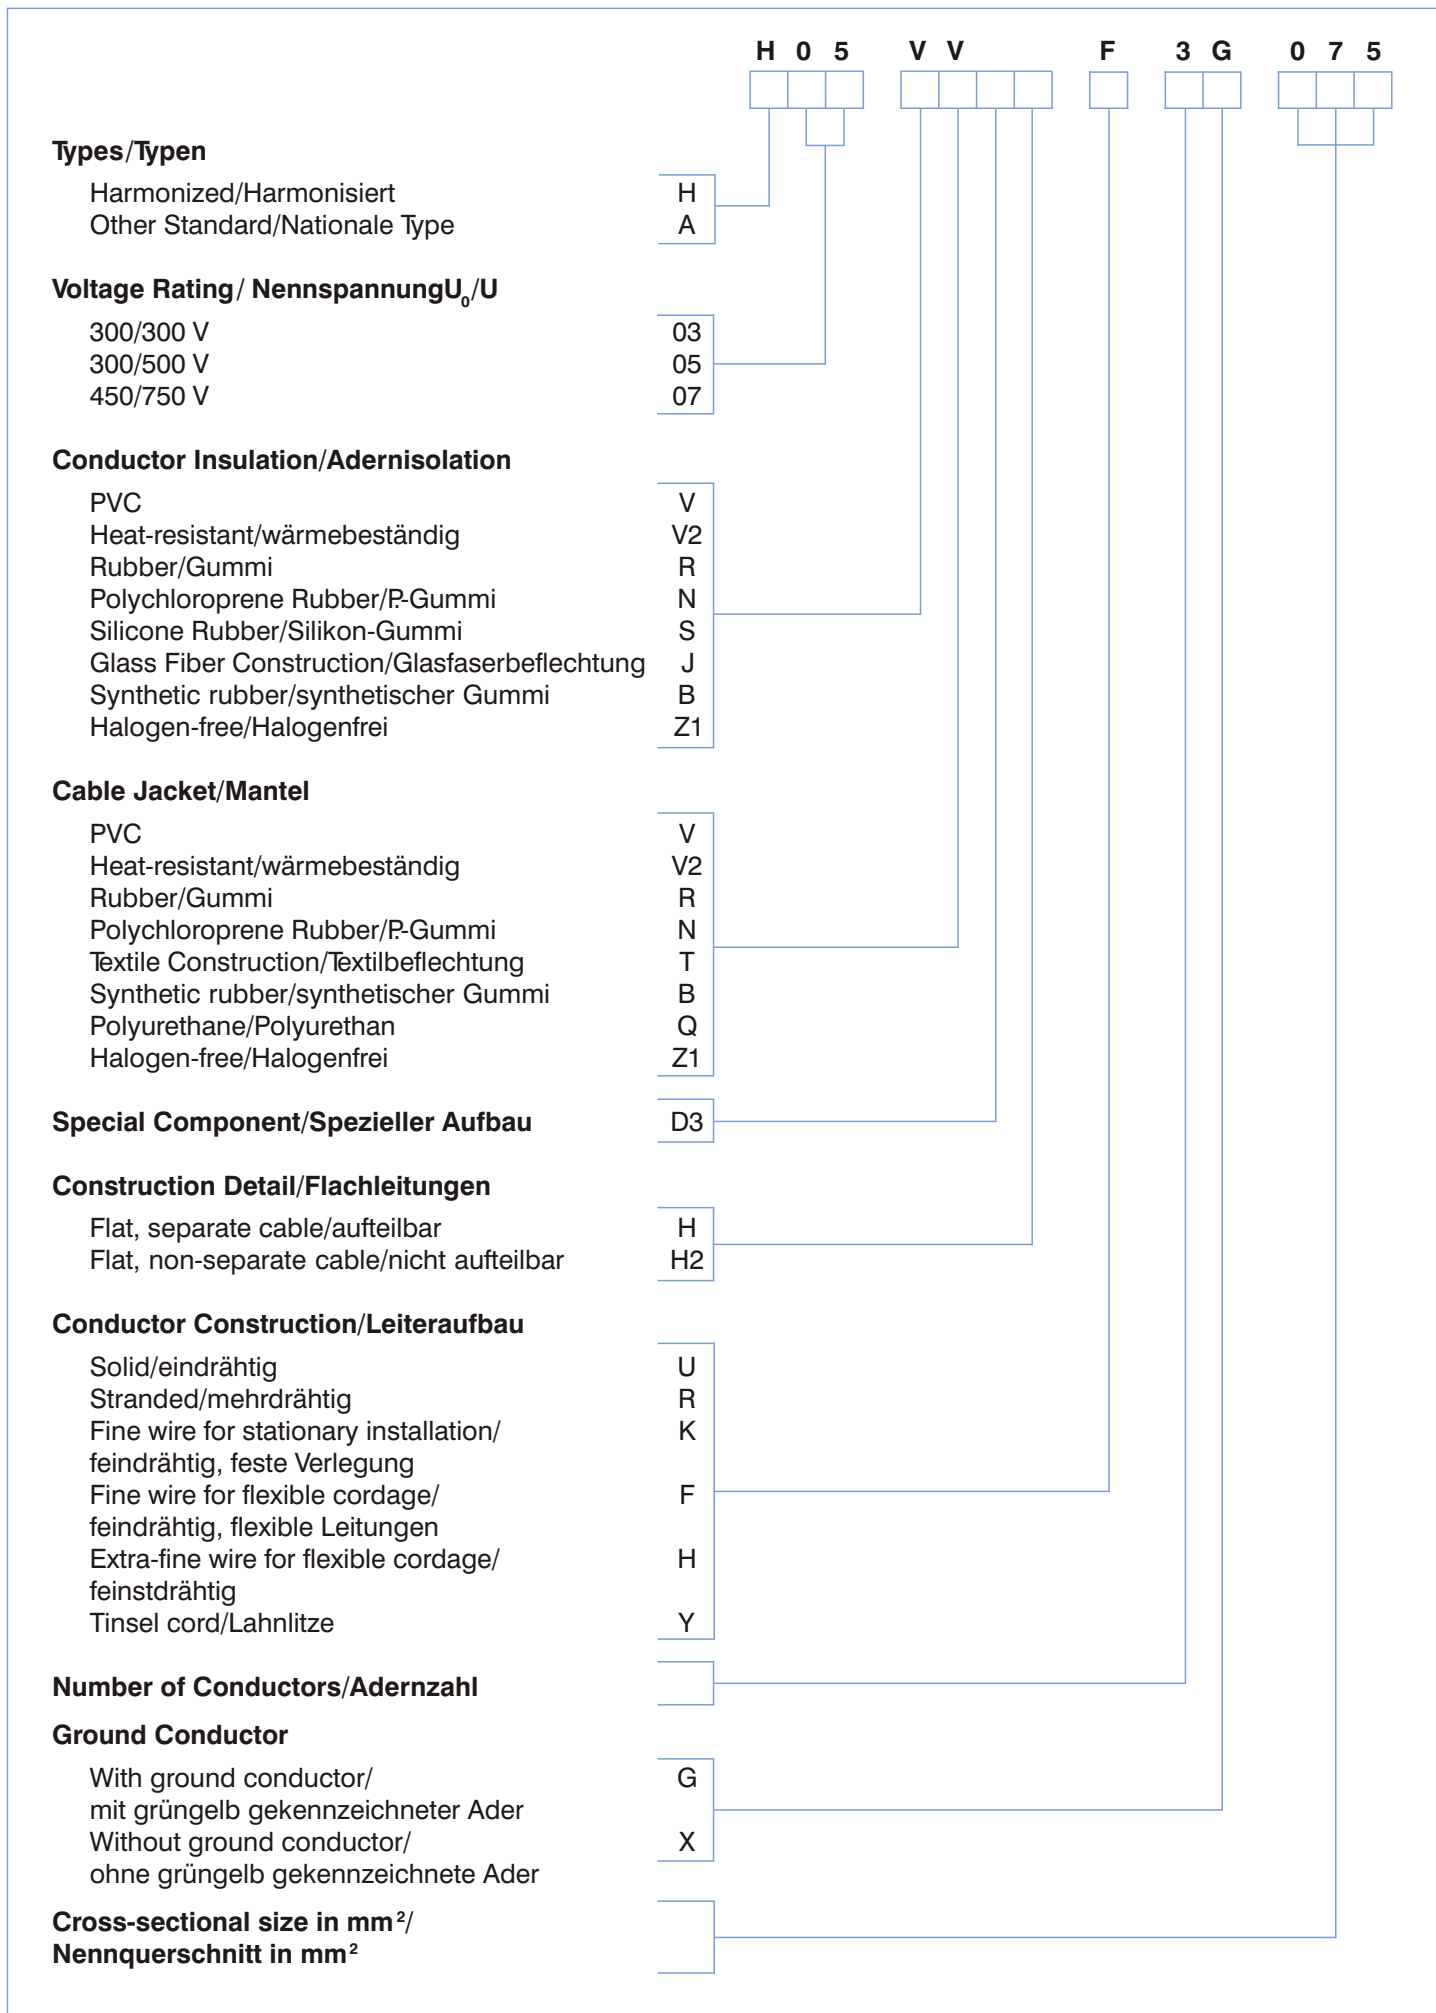 H 0 5 V V F 3 G 0 7 5
Types/Typen
Harmonized/Harmonisiert H
Other Standard/Nationale Type A
Voltage Rating/ NennspannungU₀/U
300/300 V 03
300/500 V 05
450/750 V 07
Conductor Insulation/Adernisolation
PVC V
Heat-resistant/wärmebeständig V2
Rubber/Gummi R
Polychloroprene Rubber/P.-Gummi N
Silicone Rubber/Silikon-Gummi S
Glass Fiber Construction/Glasfaserbeflechtung J
Synthetic rubber/synthetischer Gummi B
Halogen-free/Halogenfrei Z1
Cable Jacket/Mantel
PVC V
Heat-resistant/wärmebeständig V2
Rubber/Gummi R
Polychloroprene Rubber/P.-Gummi N
Textile Construction/Textilbeflechtung T
Synthetic rubber/synthetischer Gummi B
Polyurethane/Polyurethan Q
Halogen-free/Halogenfrei Z1
Special Component/Spezieller Aufbau D3
Construction Detail/Flachleitungen
Flat, separate cable/aufteilbar H
Flat, non-separate cable/nicht aufteilbar H2
Conductor Construction/Leiteraufbau
Solid/eindrähtig U
Stranded/mehrdrähtig R
Fine wire for stationary installation/ K
feindrähtig, feste Verlegung
Fine wire for flexible cordage/ F
feindrähtig, flexible Leitungen
Extra-fine wire for flexible cordage/ H
feinstdrähtig
Tinsel cord/Lahnlitze Y
Number of Conductors/Adernzahl
Ground Conductor
With ground conductor/ G
mit grüngelb gekennzeichneter Ader
Without ground conductor/ X
ohne grüngelb gekennzeichnete Ader
Cross-sectional size in mm²/
Nennquerschnitt in mm²